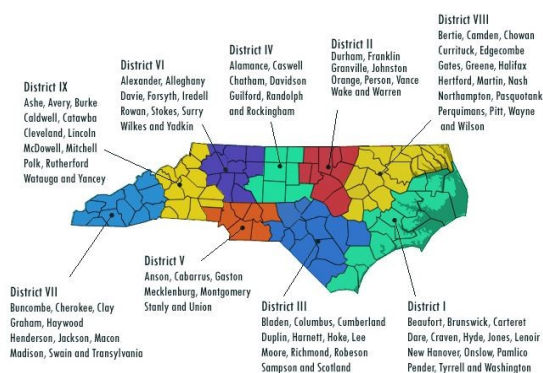 District VIII
Bertie, Camden, Chowan
Currituck, Edgecombe
Gates, Greene, Halifax
Hertford, Martin, Nash
Northampton, Pasquotank
Perquimans, Pitt, Wayne
and Wilson
District II
Durham, Franklin
Granville, Johnston
Orange, Person, Vance
Wake and Warren
District IV
Alamance, Caswell
Chatham, Davidson
Guilford, Randolph
and Rockingham
District VI
Alexander, Alleghany
Davie, Forsyth, Iredell
Rowan, Stokes, Surry
Wilkes and Yadkin
District IX
Ashe, Avery, Burke
Caldwell, Catawba
Cleveland, Lincoln
McDowell, Mitchell
Polk, Rutherford
Watauga and Yancey
District V
Anson, Cabarrus, Gaston
Mecklenburg, Montgomery
Stanly and Union
District VII
Buncombe, Cherokee, Clay
Graham, Haywood
Henderson, Jackson, Macon
Madison, Swain and Transylvania
District III
Bladen, Columbus, Cumberland
Duplin, Harnett, Hoke, Lee
Moore, Richmond, Robeson
Sampson and Scotland
District I
Beaufort, Brunswick, Carteret
Dare, Craven, Hyde, Jones, Lenoir
New Hanover, Onslow, Pamlico
Pender, Tyrrell and Washington